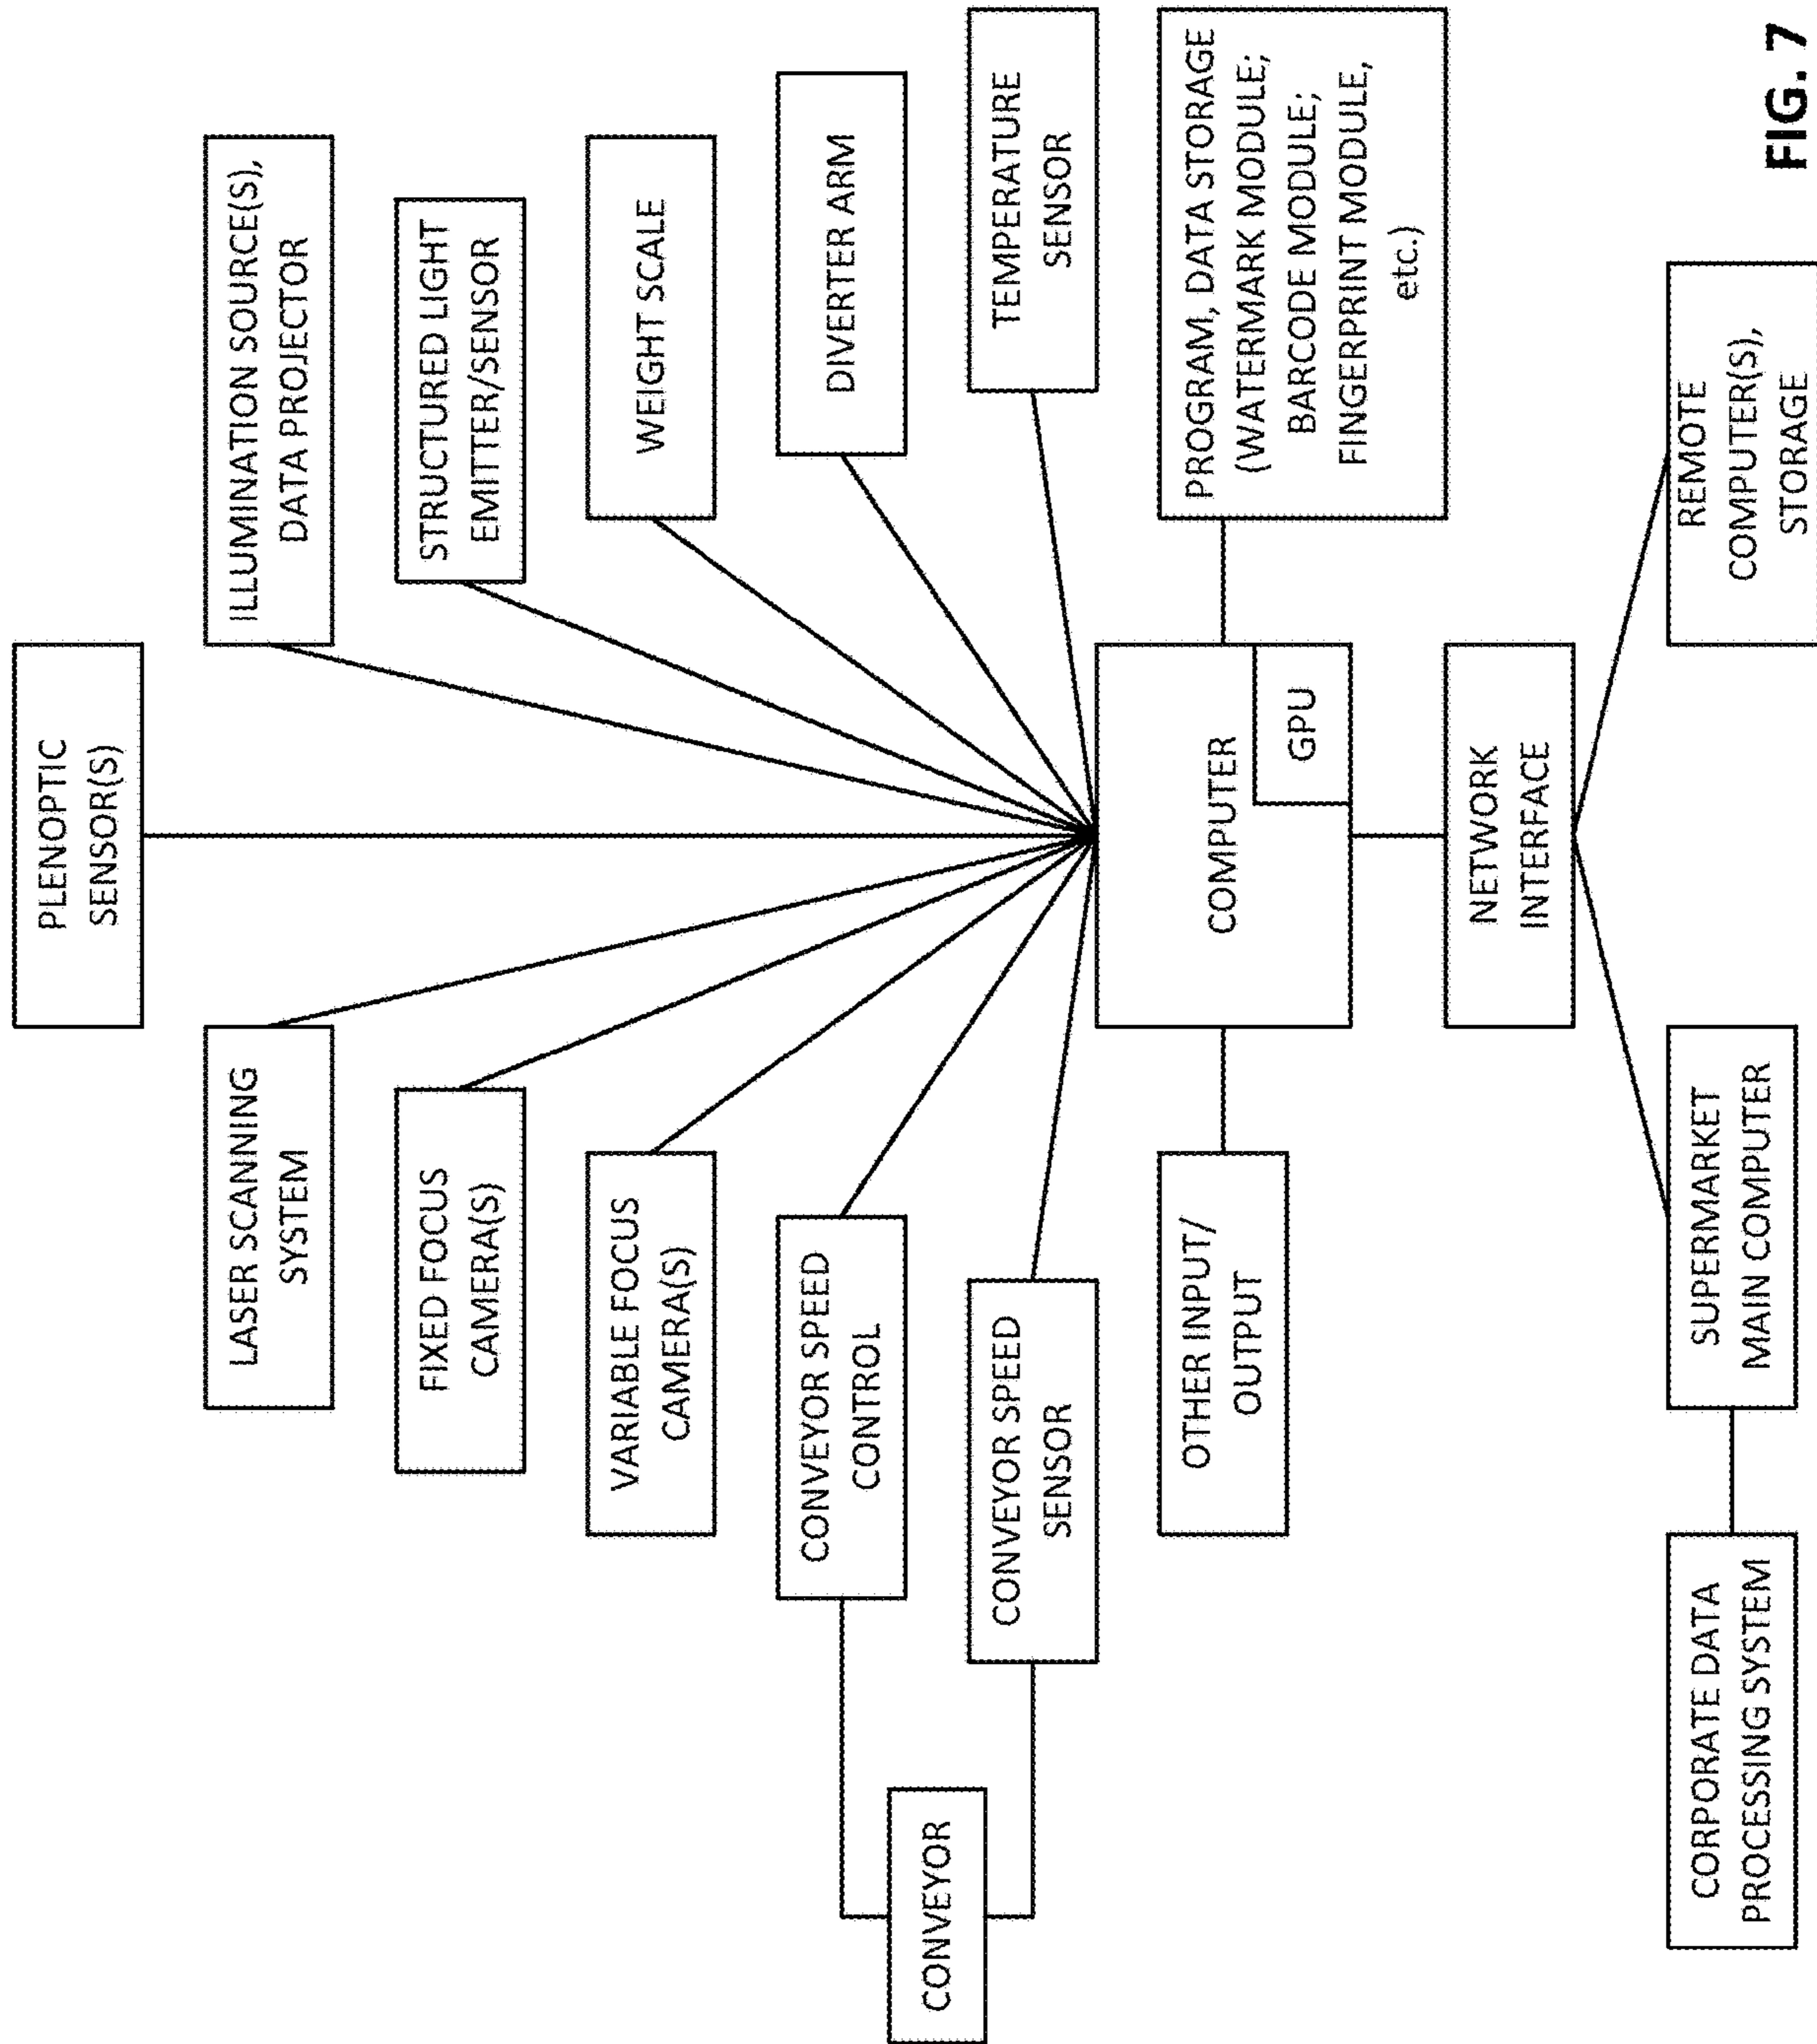 PLENOPTIC
SENSOR(S)
LASER SCANNING
SYSTEM
ILLUMINATION SOURCE(S),
DATA PROJECTOR
FIXED FOCUS
CAMERA(S)
STRUCTURED LIGHT
EMITTER/SENSOR
VARIABLE FOCUS
CAMERA(S)
WEIGHT SCALE
CONVEYOR SPEED
CONTROL
DIVERTER ARM
CONVEYOR
CONVEYOR SPEED
SENSOR
TEMPERATURE
SENSOR
OTHER INPUT/
OUTPUT
COMPUTER
GPU
PROGRAM, DATA STORAGE
(WATERMARK MODULE;
BARCODE MODULE;
FINGERPRINT MODULE,
etc.)
NETWORK
INTERFACE
CORPORATE DATA
PROCESSING SYSTEM
SUPERMARKET
MAIN COMPUTER
REMOTE
COMPUTER(S),
STORAGE
FIG. 7